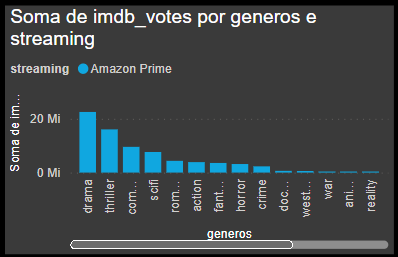 Soma de imdb_votes por generos e
streaming
streaming Amazon Prime
Soma de im...
20 Mi
0 Mi
drama
thriller
com...
scifi
rom...
action
fant...
horror
crime
doc...
west...
war
ani...
reality
generos